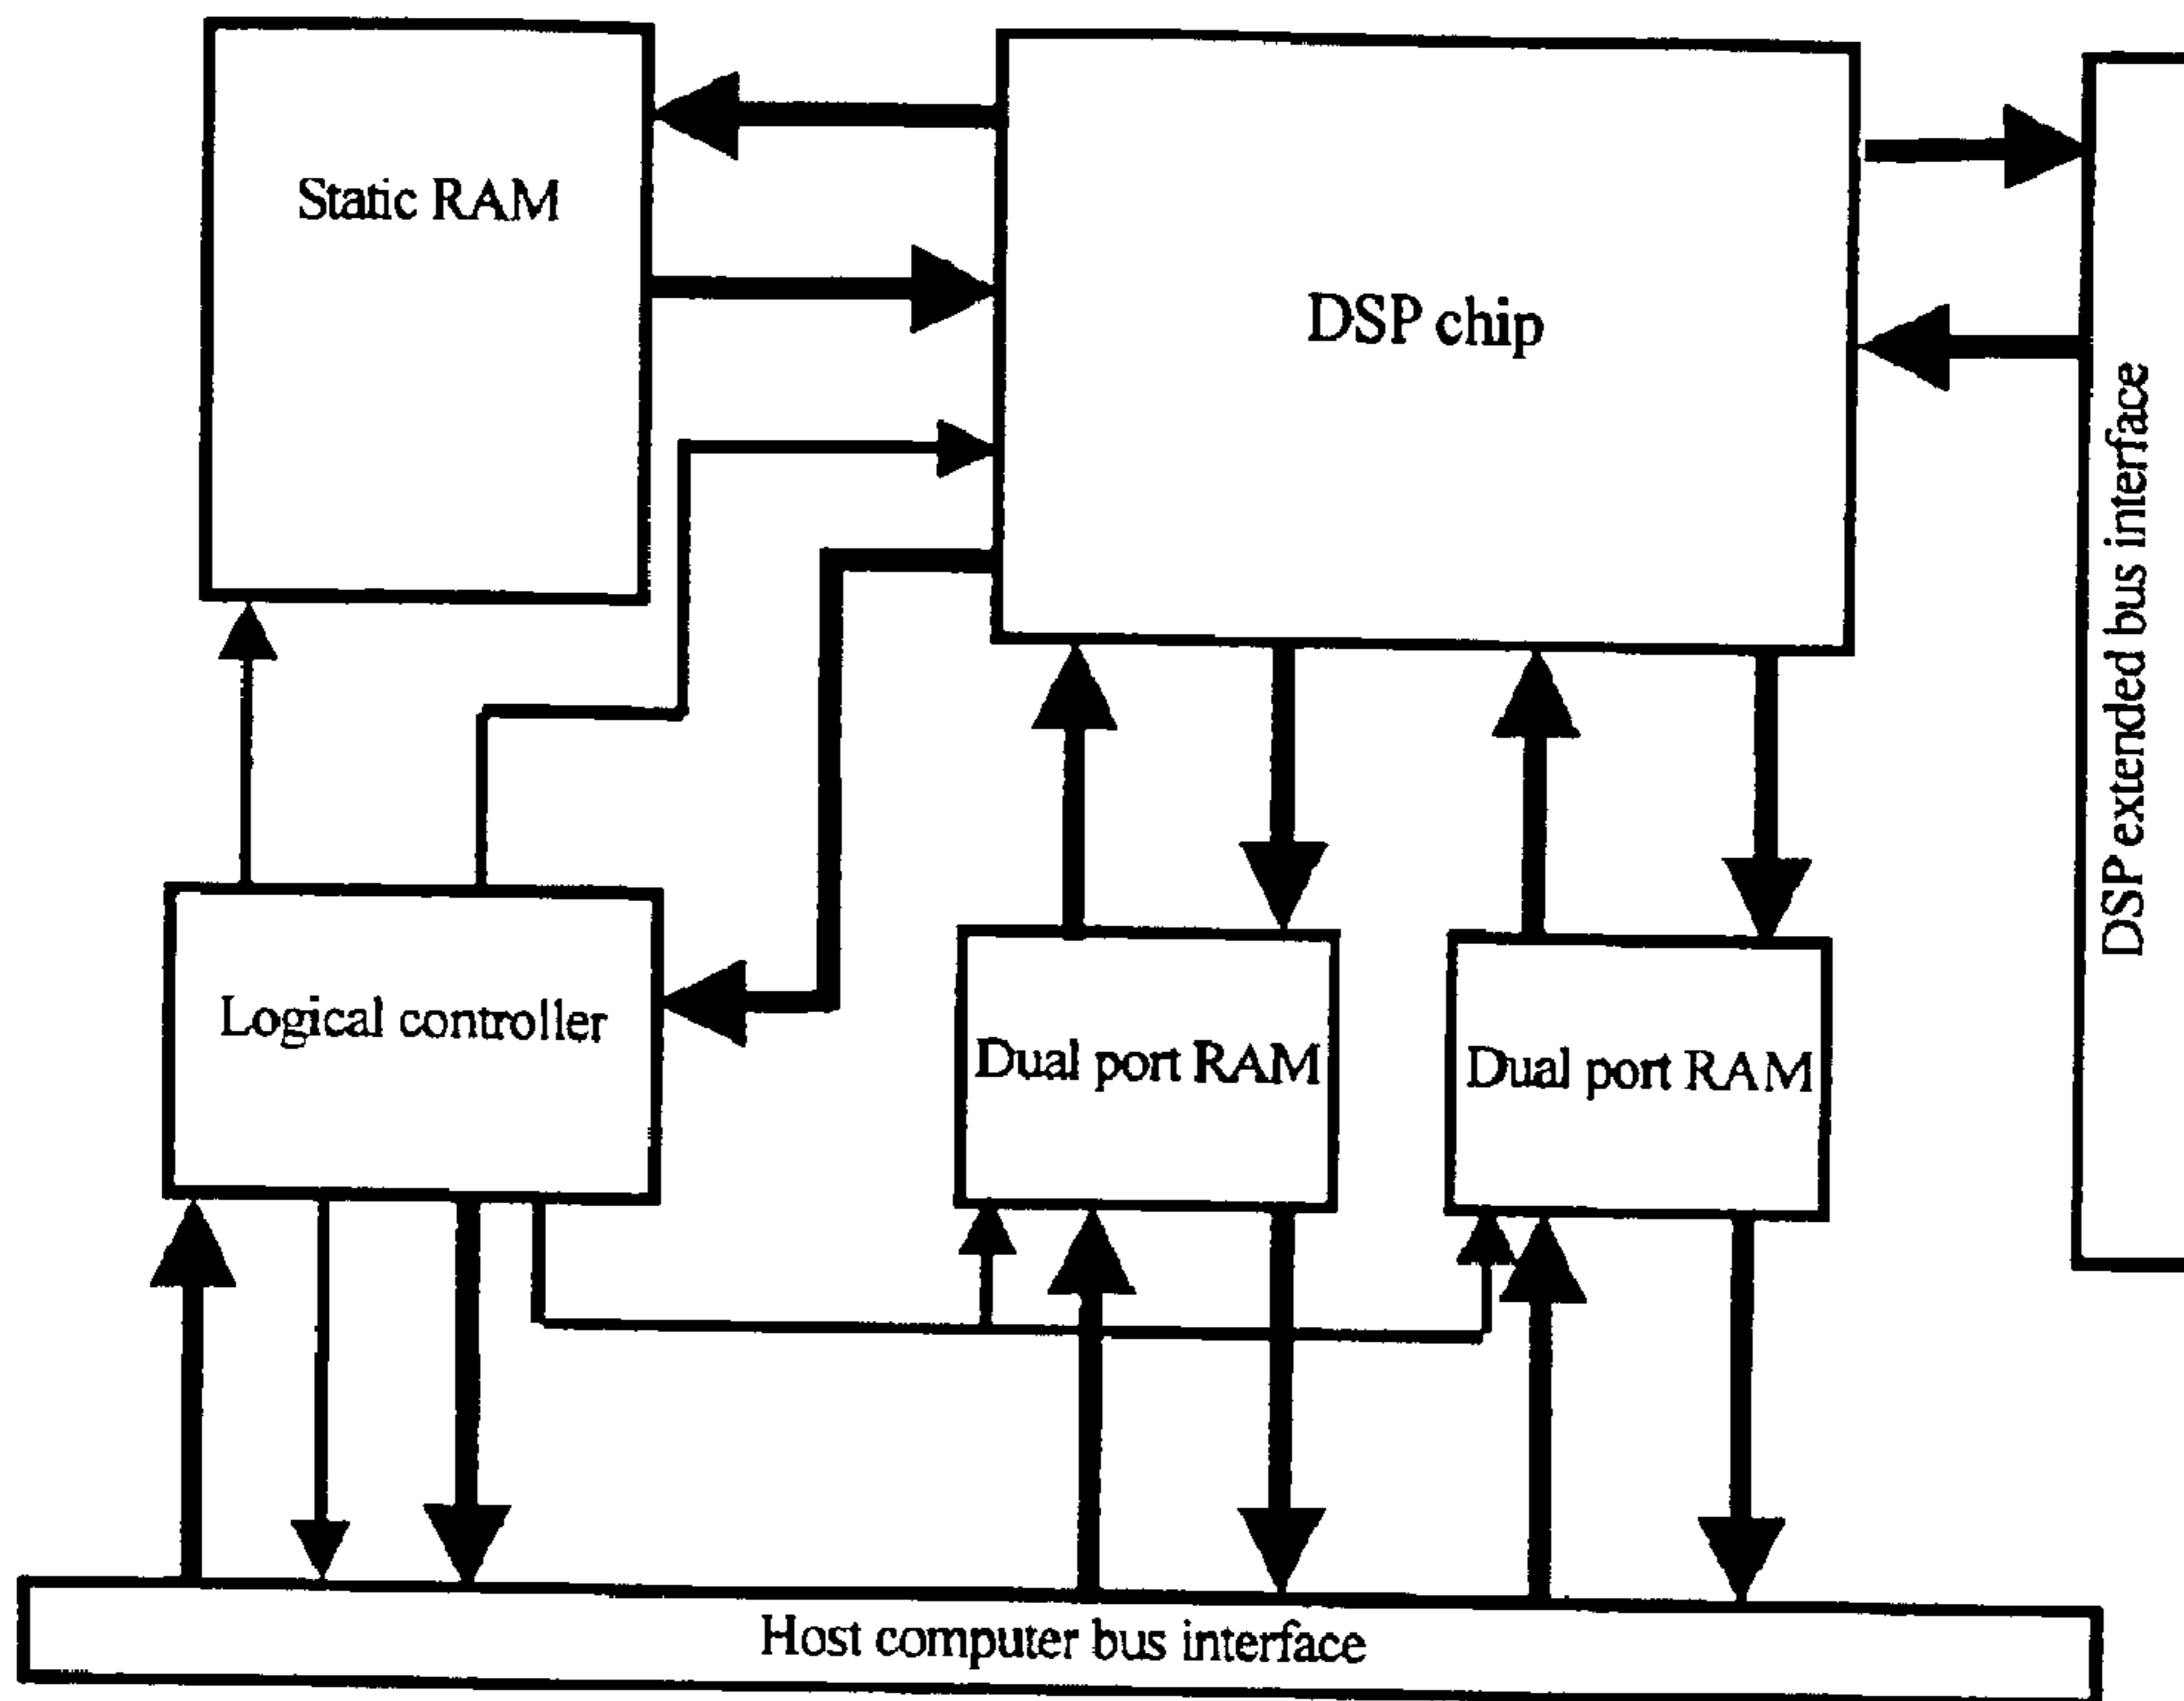 Static RAM
DSP chip
DSP extended bus interface
Logical controller
Dual port RAM
Dual port RAM
Host computer bus interface